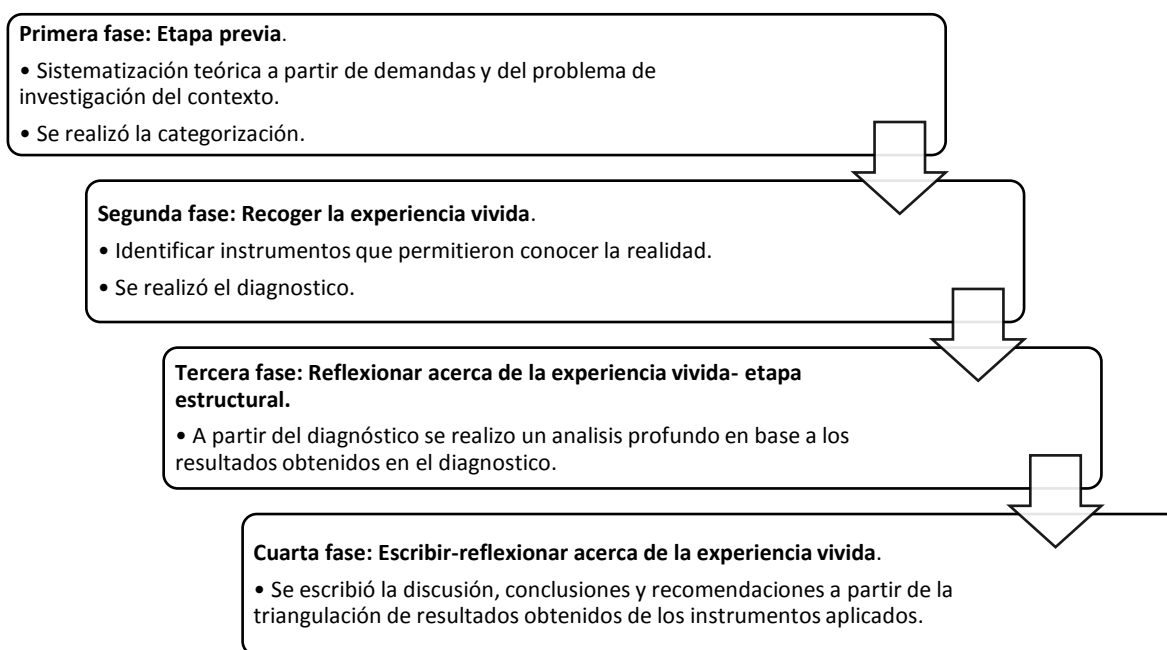 Primera fase: Etapa previa.
• Sistematización teórica a partir de demandas y del problema de
investigación del contexto.
• Se realizó la categorización.
Segunda fase: Recoger la experiencia vivida.
• Identificar instrumentos que permitieron conocer la realidad.
• Se realizó el diagnostico.
Tercera fase: Reflexionar acerca de la experiencia vivida- etapa
estructural.
• A partir del diagnóstico se realizo un analisis profundo en base a los
resultados obtenidos en el diagnostico.
Cuarta fase: Escribir-reflexionar acerca de la experiencia vivida.
• Se escribió la discusión, conclusiones y recomendaciones a partir de la
triangulación de resultados obtenidos de los instrumentos aplicados.